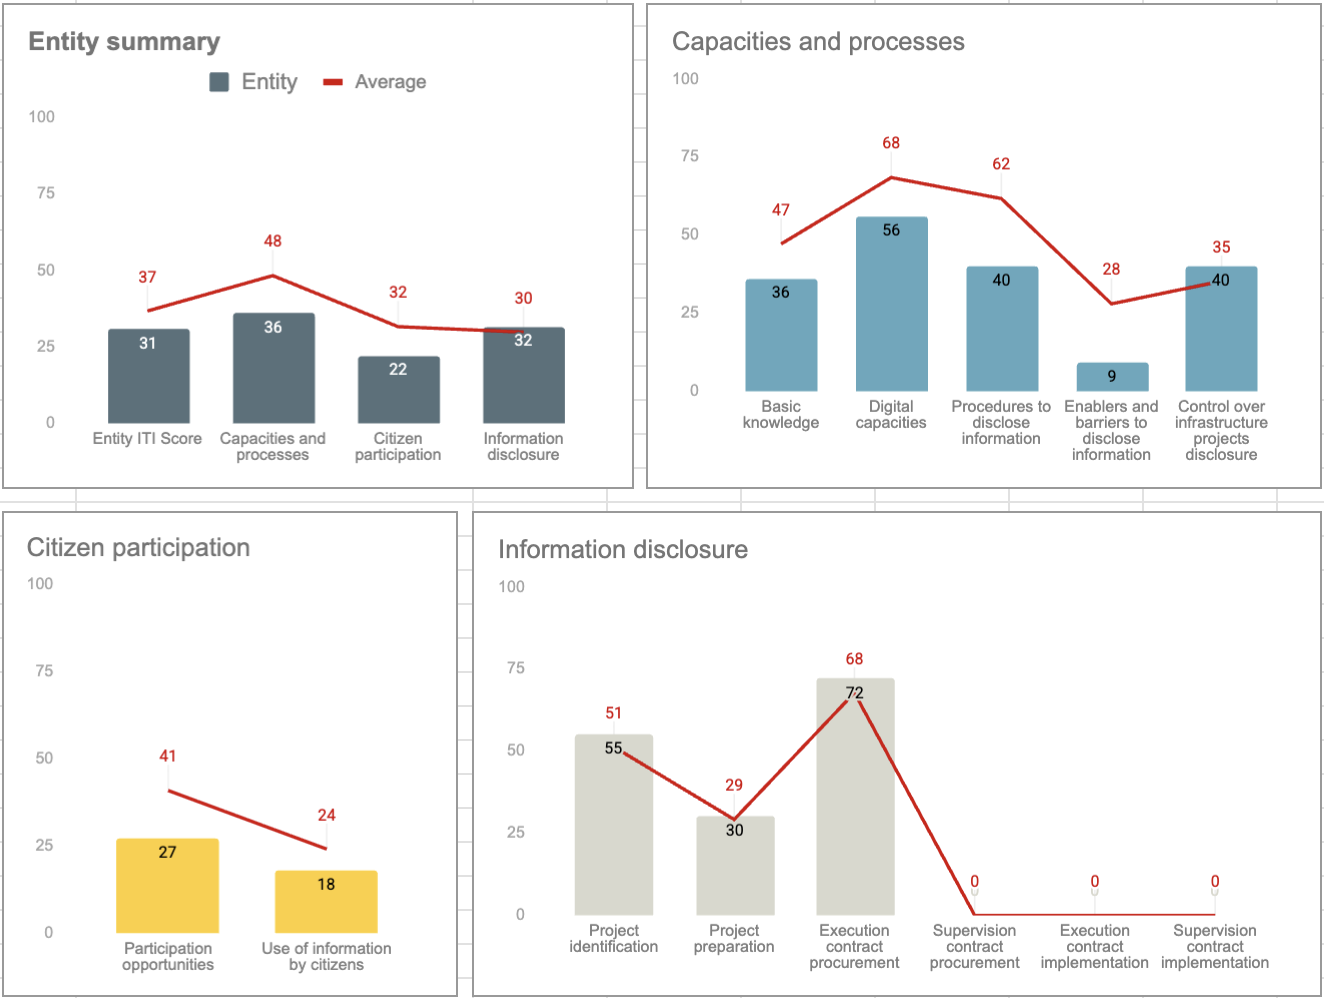 Entity summary
Entity
Average
100
75
50
25
0
37
48
32
30
31
36
22
32
Entity ITI Score
Capacities and
processes
Citizen
participation
Information
disclosure
Capacities and processes
100
75
50
25
0
47
68
62
28
35
36
56
40
9
40
Basic
knowledge
Digital
capacities
Procedures to
disclose
information
Enablers and
barriers to
disclose
information
Control over
infrastructure
projects
disclosure
Citizen participation
100
75
50
25
0
41
24
27
18
Participation
opportunities
Use of information
by citizens
Information disclosure
100
75
50
25
0
51
29
68
0
0
0
55
30
72
Project
identification
Project
preparation
Execution
contract
procurement
Supervision
contract
procurement
Execution
contract
implementation
Supervision
contract
implementation